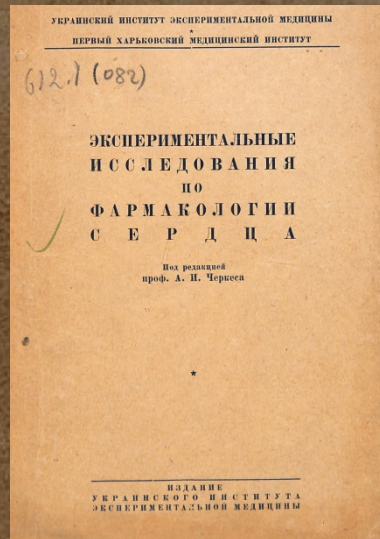 УКРАИНСКИЙ ИНСТИТУТ ЭКСПЕРИМЕНТАЛЬНОЙ МЕДИЦИНЫ
*
ПЕРВЫЙ ХАРЬКОВСКИЙ МЕДИЦИНСКИЙ ИНСТИТУТ
612.1 (082)
ЭКСПЕРИМЕНТАЛЬНЫЕ
ИССЛЕДОВАНИЯ
ПО
ФАРМАКОЛОГИИ
СЕРДЦА
Под редакцией
проф. А. И. Черкеса
*
ИЗДАНИЕ
УКРАИНСКОГО ИНСТИТУТА
ЭКСПЕРИМЕНТАЛЬНОЙ МЕДИЦИНЫ